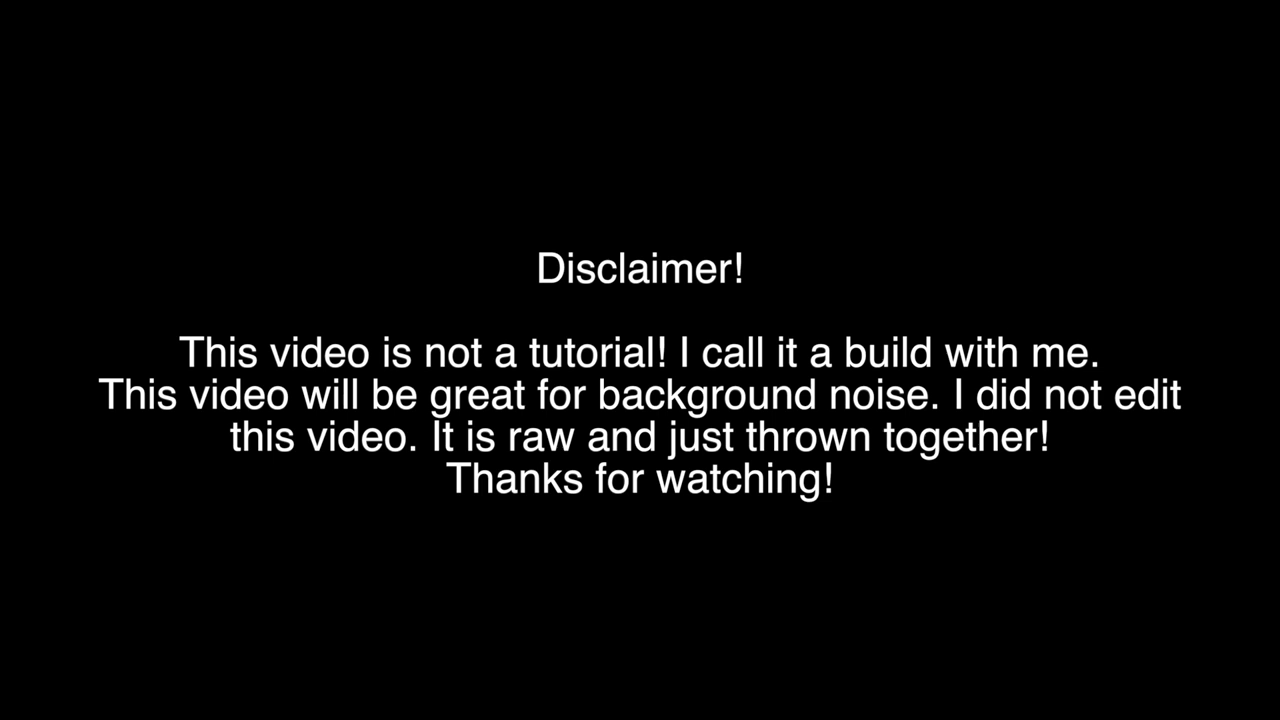 Disclaimer!
This video is not a tutorial! I call it a build with me.
This video will be great for background noise. I did not edit
this video. It is raw and just thrown together!
Thanks for watching!